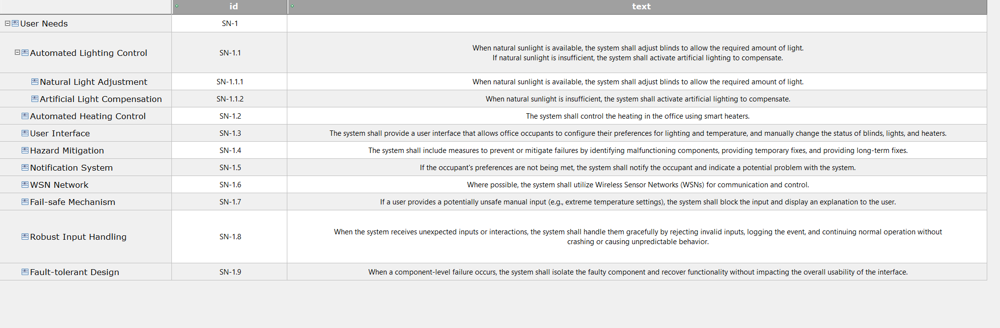 id text
User Needs SN-1
Automated Lighting Control SN-1.1 When natural sunlight is available, the system shall adjust blinds to allow the required amount of light.
If natural sunlight is insufficient, the system shall activate artificial lighting to compensate.
Natural Light Adjustment SN-1.1.1 When natural sunlight is available, the system shall adjust blinds to allow the required amount of light.
Artificial Light Compensation SN-1.1.2 When natural sunlight is insufficient, the system shall activate artificial lighting to compensate.
Automated Heating Control SN-1.2 The system shall control the heating in the office using smart heaters.
User Interface SN-1.3 The system shall provide a user interface that allows office occupants to configure their preferences for lighting and temperature, and manually change the status of blinds, lights, and heaters.
Hazard Mitigation SN-1.4 The system shall include measures to prevent or mitigate failures by identifying malfunctioning components, providing temporary fixes, and providing long-term fixes.
Notification System SN-1.5 If the occupant's preferences are not being met, the system shall notify the occupant and indicate a potential problem with the system.
WSN Network SN-1.6 Where possible, the system shall utilize Wireless Sensor Networks (WSNs) for communication and control.
Fail-safe Mechanism SN-1.7 If a user provides a potentially unsafe manual input (e.g., extreme temperature settings), the system shall block the input and display an explanation to the user.
Robust Input Handling SN-1.8 When the system receives unexpected inputs or interactions, the system shall handle them gracefully by rejecting invalid inputs, logging the event, and continuing normal operation without
crashing or causing unpredictable behavior.
Fault-tolerant Design SN-1.9 When a component-level failure occurs, the system shall isolate the faulty component and recover functionality without impacting the overall usability of the interface.